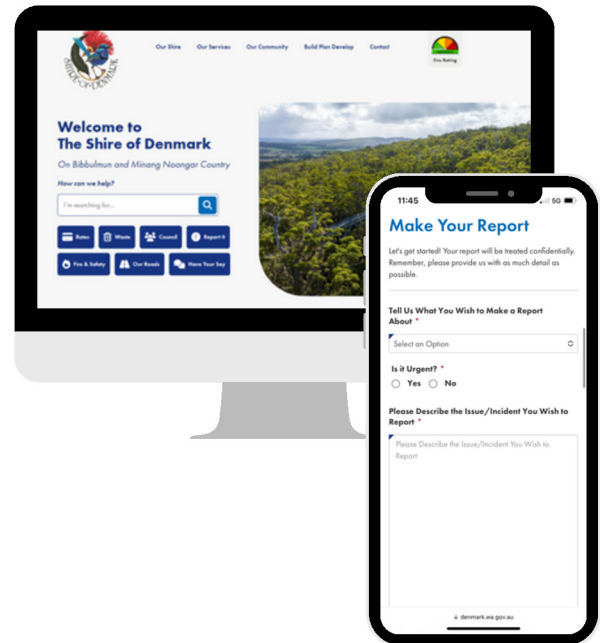 SHIRE OF DENMARK
Our Shire
Our Services
Our Community
Build Plan Develop
Contact
Fire Rating
Welcome to
The Shire of Denmark
On Bibbulmun and Minang Noongar Country
How can we help?
I'm searching for...
Rates
Waste
Council
Report It
Fire & Safety
Our Roads
Have Your Say
11:45
5G
Make Your Report
Let's get started! Your report will be treated confidentially.
Remember, please provide us with as much detail as
possible.
Tell Us What You Wish to Make a Report
About *
Select an Option
Is it Urgent? *
Yes
No
Please Describe the Issue/Incident You Wish to
Report *
Please Describe the Issue/Incident You Wish to
Report
denmark.wa.gov.au